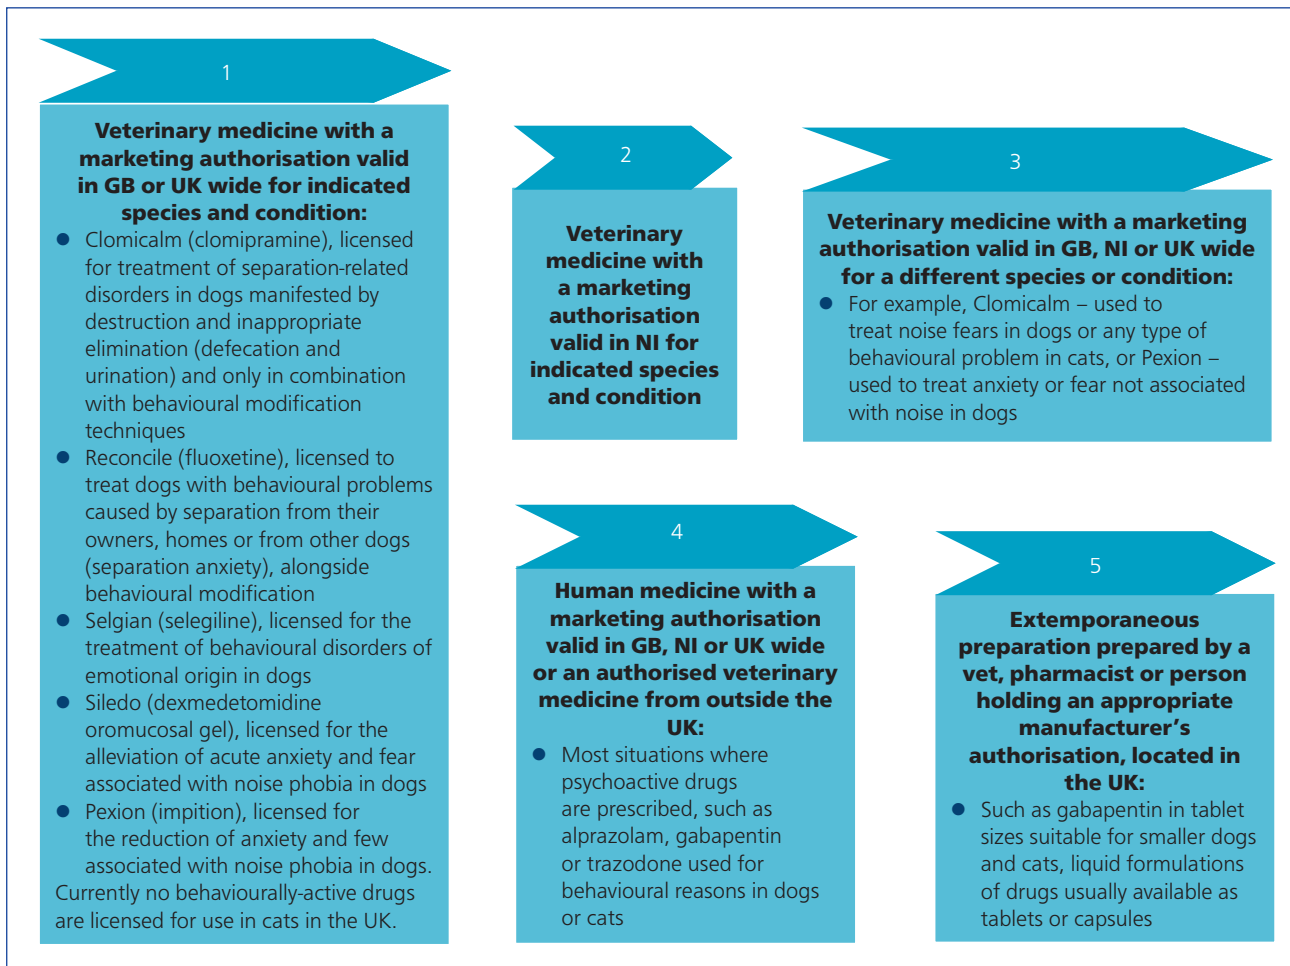 1
Veterinary medicine with a
marketing authorisation valid
in GB or UK wide for indicated
species and condition:
● Clomicalm (clomipramine), licensed
for treatment of separation-related
disorders in dogs manifested by
destruction and inappropriate
elimination (defecation and
urination) and only in combination
with behavioural modification
techniques
● Reconcile (fluoxetine), licensed to
treat dogs with behavioural problems
caused by separation from their
owners, homes or from other dogs
(separation anxiety), alongside
behavioural modification
● Selgian (selegiline), licensed for the
treatment of behavioural disorders of
emotional origin in dogs
● Siledo (dexmedetomidine
oromucosal gel), licensed for the
alleviation of acute anxiety and fear
associated with noise phobia in dogs
● Pexion (impition), licensed for
the reduction of anxiety and few
associated with noise phobia in dogs.
Currently no behaviourally-active drugs
are licensed for use in cats in the UK.
2
Veterinary
medicine with
a marketing
authorisation
valid in NI for
indicated species
and condition
3
Veterinary medicine with a marketing
authorisation valid in GB, NI or UK wide
for a different species or condition:
● For example, Clomicalm – used to
treat noise fears in dogs or any type of
behavioural problem in cats, or Pexion –
used to treat anxiety or fear not associated
with noise in dogs
4
Human medicine with a
marketing authorisation
valid in GB, NI or UK wide
or an authorised veterinary
medicine from outside the
UK:
● Most situations where
psychoactive drugs
are prescribed, such as
alprazolam, gabapentin
or trazodone used for
behavioural reasons in dogs
or cats
5
Extemporaneous
preparation prepared by a
vet, pharmacist or person
holding an appropriate
manufacturer's
authorisation, located in
the UK:
● Such as gabapentin in tablet
sizes suitable for smaller dogs
and cats, liquid formulations
of drugs usually available as
tablets or capsules